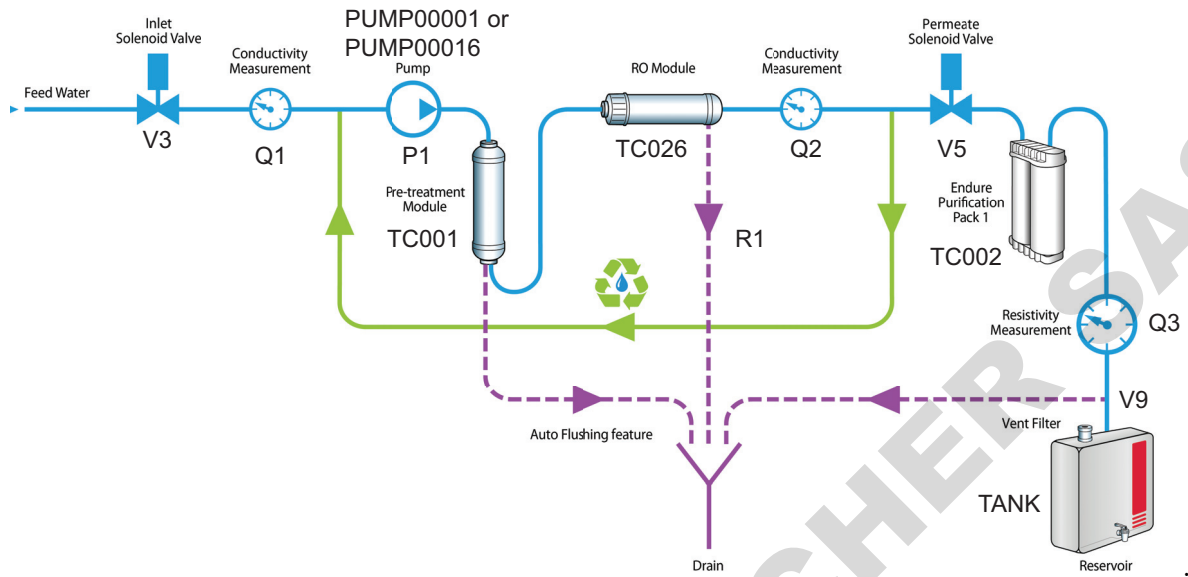 PUMP00001 or
PUMP00016
Inlet
Solenoid Valve
Conductivity
Measurement
Pump
RO Module
Conductivity
Measurement
Permeate
Solenoid Valve
Feed Water
V3
Q1
P1
TC026
Q2
V5
Pre-treatment
Module
TC001
Endure
Purification
Pack 1
TC002
R1
Resistivity
Measurement
Q3
V9
Auto Flushing feature
Vent Filter
TANK
Drain
Reservoir
CHER SA